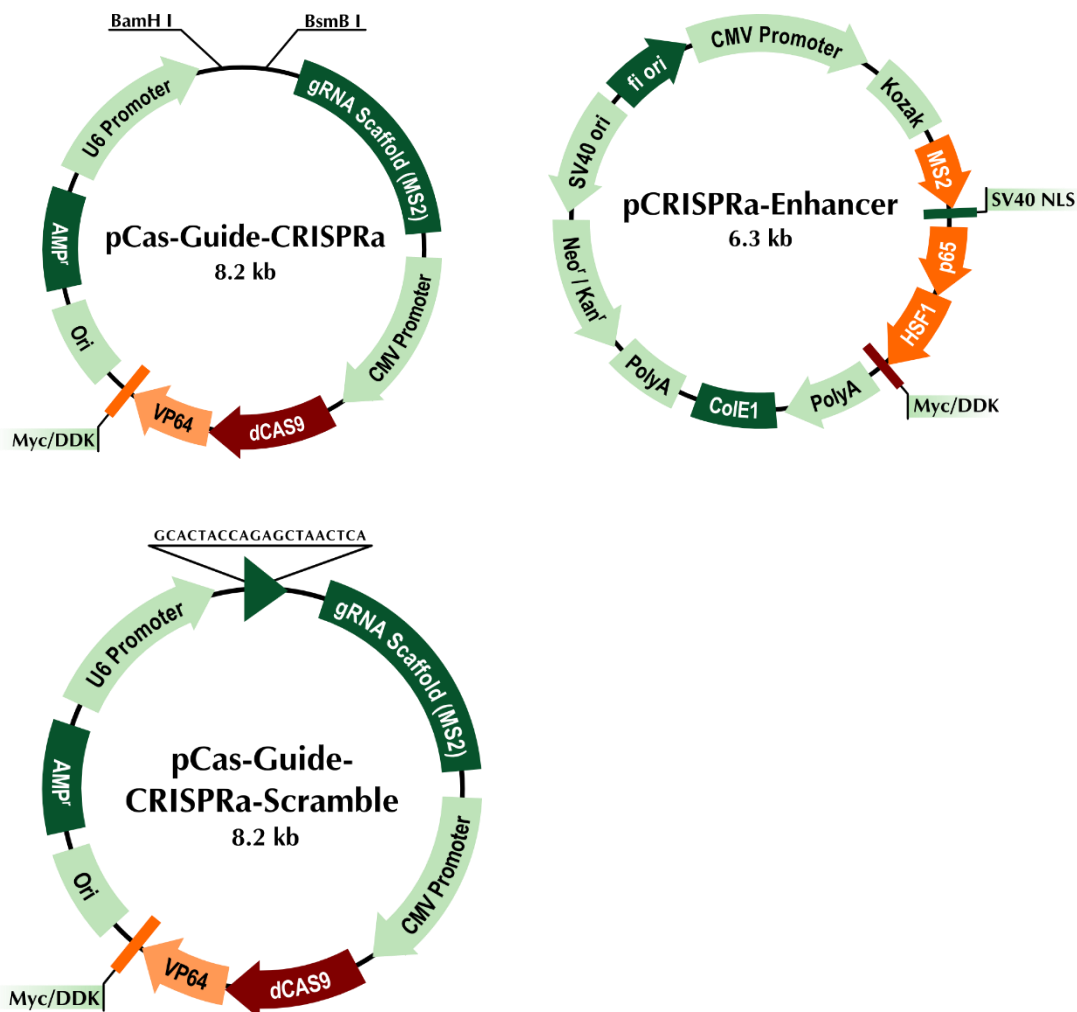 BamH I
BsmB I
U6 Promoter
gRNA Scaffold (MS2)
AMPr
pCas-Guide-CRISPRa
8.2 kb
Ori
CMV Promoter
VP64
dCAS9
Myc/DDK
CMV Promoter
fi ori
Kozak
SV40 ori
MS2
SV40 NLS
pCRISPRa-Enhancer
6.3 kb
p65
Neor / Kanr
HSF1
PolyA
ColE1
PolyA
Myc/DDK
GCACTACCAGAGCTAACTCA
U6 Promoter
gRNA Scaffold (MS2)
AMPr
pCas-Guide-
CRISPRa-Scramble
8.2 kb
Ori
CMV Promoter
VP64
dCAS9
Myc/DDK